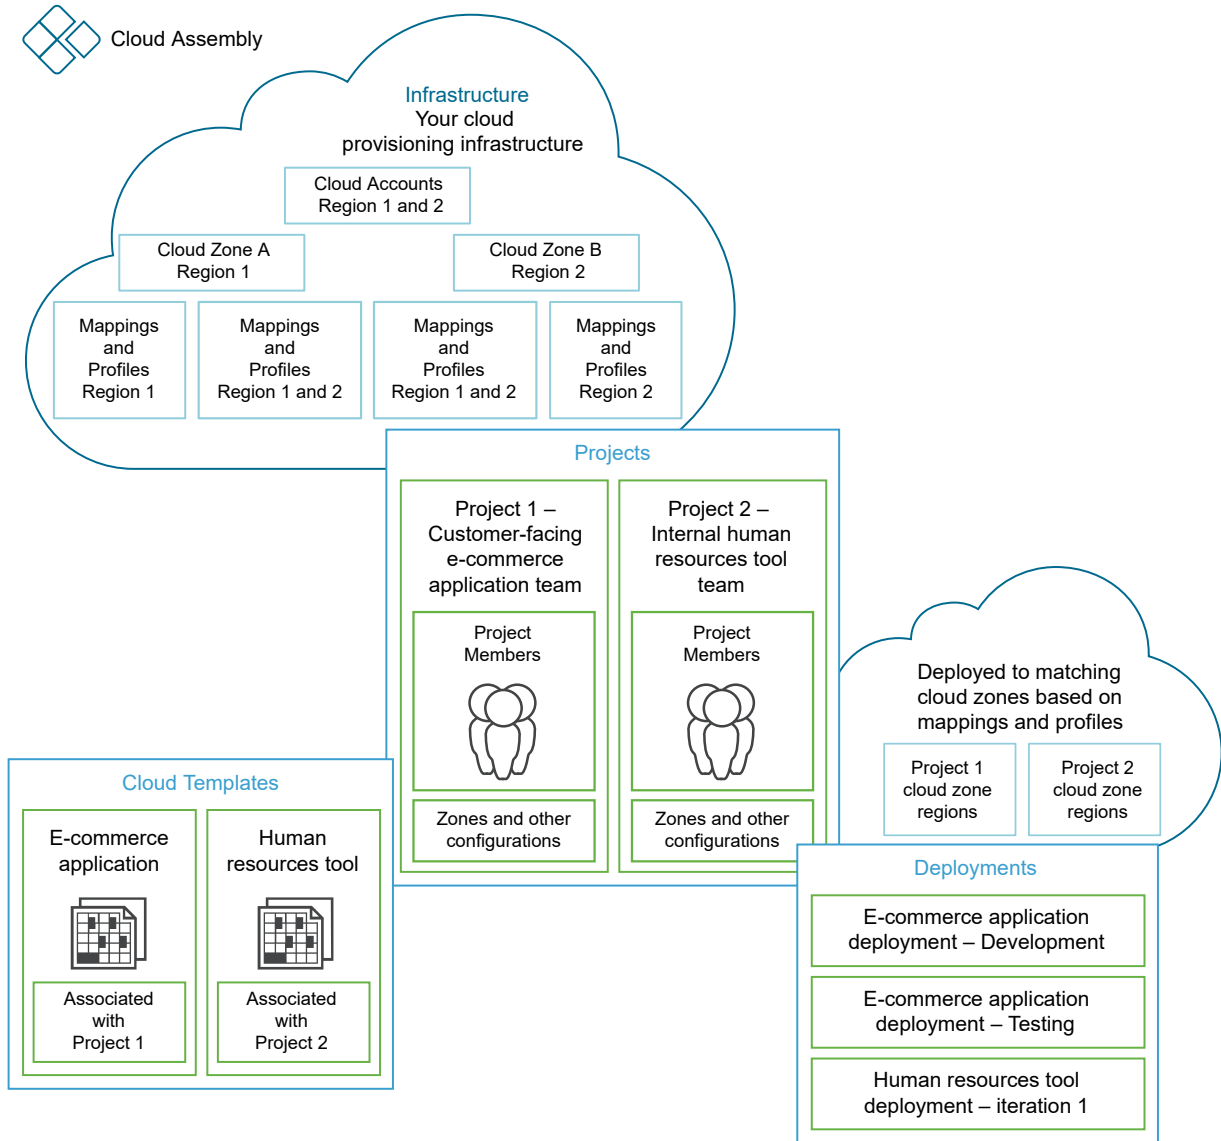 Cloud Assembly
Infrastructure
Your cloud
provisioning infrastructure
Cloud Accounts
Region 1 and 2
Cloud Zone A
Region 1
Cloud Zone B
Region 2
Mappings
and
Profiles
Region 1
Mappings
and
Profiles
Region 1 and 2
Mappings
and
Profiles
Region 1 and 2
Mappings
and
Profiles
Region 2
Projects
Project 1 –
Customer-facing
e-commerce
application team
Project
Members
Zones and other
configurations
Project 2 –
Internal human
resources tool
team
Project
Members
Zones and other
configurations
Cloud Templates
E-commerce
application
Associated
with
Project 1
Human
resources tool
Associated
with
Project 2
Deployed to matching
cloud zones based on
mappings and profiles
Project 1
cloud zone
regions
Project 2
cloud zone
regions
Deployments
E-commerce application
deployment – Development
E-commerce application
deployment – Testing
Human resources tool
deployment – iteration 1